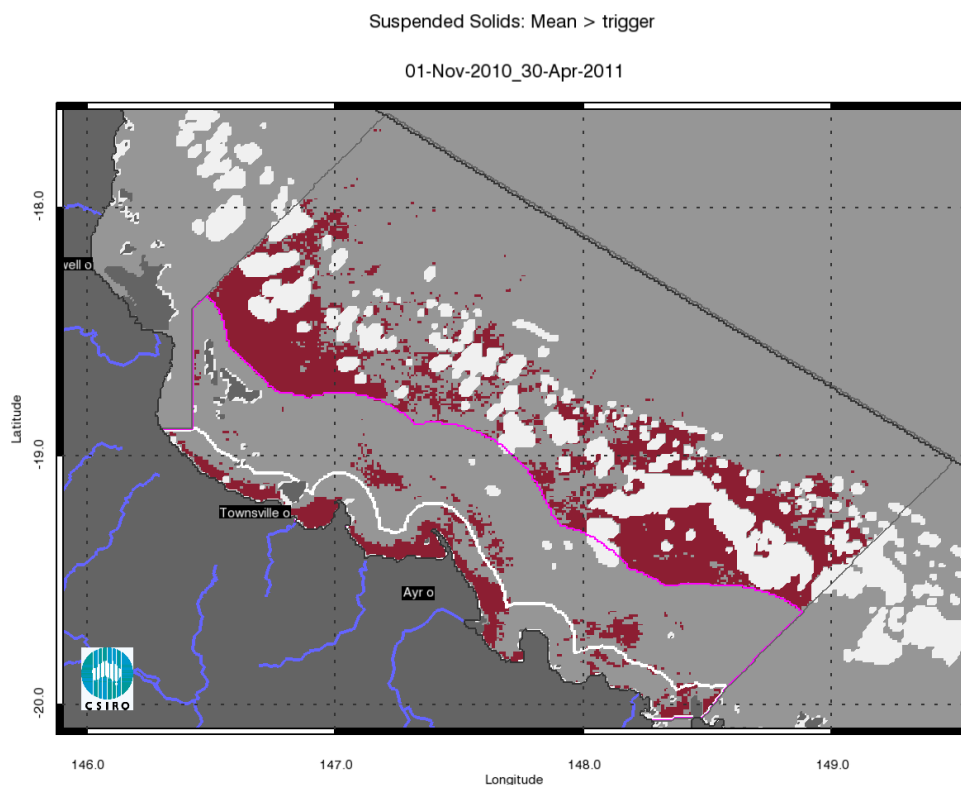 Suspended Solids: Mean > trigger
01-Nov-2010_30-Apr-2011
-18.0
well o
Latitude
-19.0
Townsville o
Ayr o
CSIRO
-20.0
146.0 147.0 148.0 149.0
Longitude